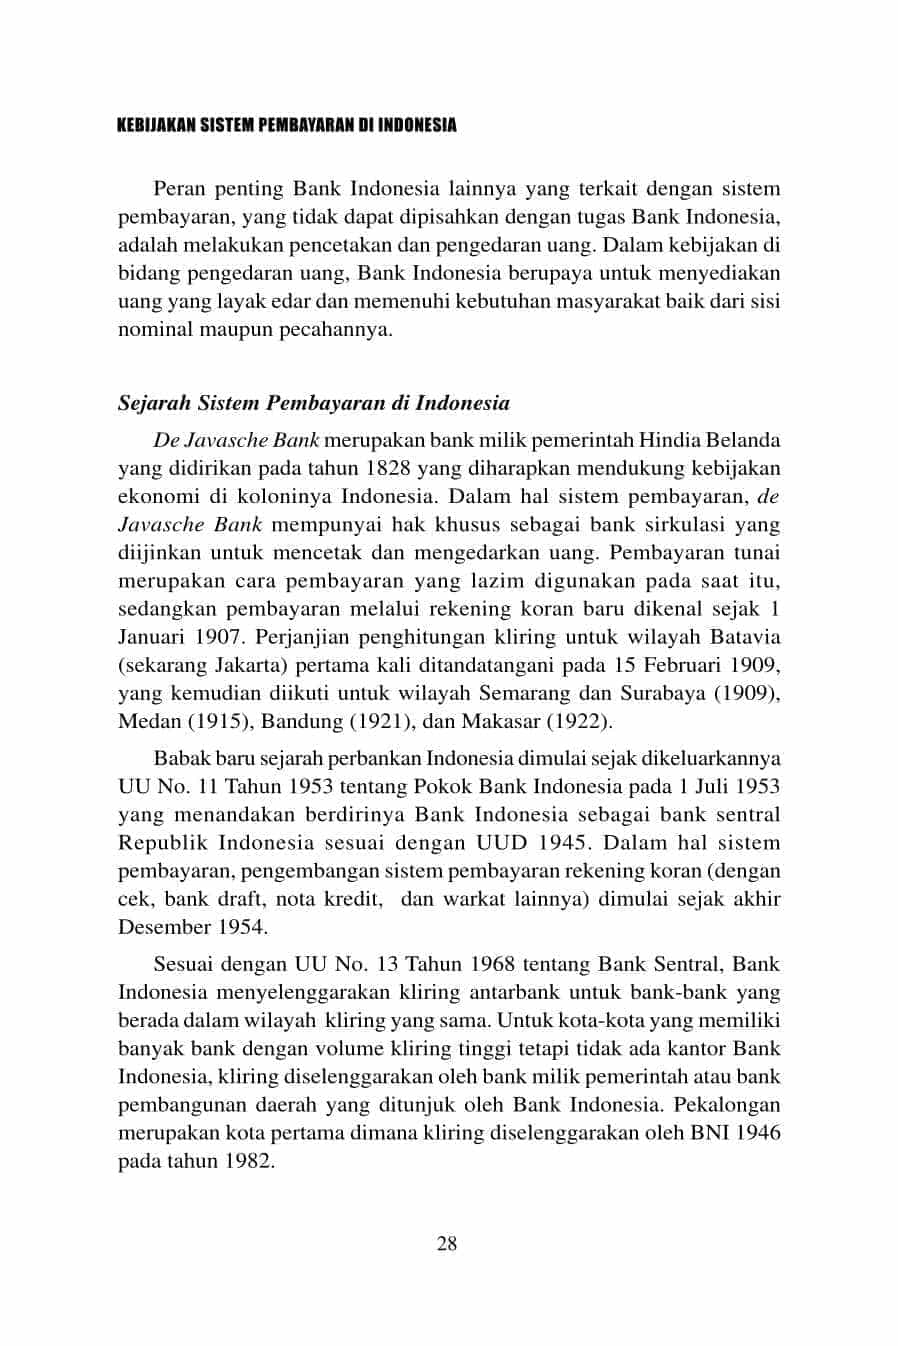 KEBIJAKAN SISTEM PEMBAYARAN DI INDONESIA
Peran penting Bank Indonesia lainnya yang terkait dengan sistem
pembayaran, yang tidak dapat dipisahkan dengan tugas Bank Indonesia,
adalah melakukan pencetakan dan pengedaran uang. Dalam kebijakan di
bidang pengedaran uang, Bank Indonesia berupaya untuk menyediakan
uang yang layak edar dan memenuhi kebutuhan masyarakat baik dari sisi
nominal maupun pecahannya.
Sejarah Sistem Pembayaran di Indonesia
De Javasche Bank merupakan bank milik pemerintah Hindia Belanda
yang didirikan pada tahun 1828 yang diharapkan mendukung kebijakan
ekonomi di koloninya Indonesia. Dalam hal sistem pembayaran, de
Javasche Bank mempunyai hak khusus sebagai bank sirkulasi yang
diijinkan untuk mencetak dan mengedarkan uang. Pembayaran tunai
merupakan cara pembayaran yang lazim digunakan pada saat itu,
sedangkan pembayaran melalui rekening koran baru dikenal sejak 1
Januari 1907. Perjanjian penghitungan kliring untuk wilayah Batavia
(sekarang Jakarta) pertama kali ditandatangani pada 15 Februari 1909,
yang kemudian diikuti untuk wilayah Semarang dan Surabaya (1909),
Medan (1915), Bandung (1921), dan Makasar (1922).
Babak baru sejarah perbankan Indonesia dimulai sejak dikeluarkannya
UU No. 11 Tahun 1953 tentang Pokok Bank Indonesia pada 1 Juli 1953
yang menandakan berdirinya Bank Indonesia sebagai bank sentral
Republik Indonesia sesuai dengan UUD 1945. Dalam hal sistem
pembayaran, pengembangan sistem pembayaran rekening koran (dengan
cek, bank draft, nota kredit, dan warkat lainnya) dimulai sejak akhir
Desember 1954.
Sesuai dengan UU No. 13 Tahun 1968 tentang Bank Sentral, Bank
Indonesia menyelenggarakan kliring antarbank untuk bank-bank yang
berada dalam wilayah kliring yang sama. Untuk kota-kota yang memiliki
banyak bank dengan volume kliring tinggi tetapi tidak ada kantor Bank
Indonesia, kliring diselenggarakan oleh bank milik pemerintah atau bank
pembangunan daerah yang ditunjuk oleh Bank Indonesia. Pekalongan
merupakan kota pertama dimana kliring diselenggarakan oleh BNI 1946
pada tahun 1982.
28